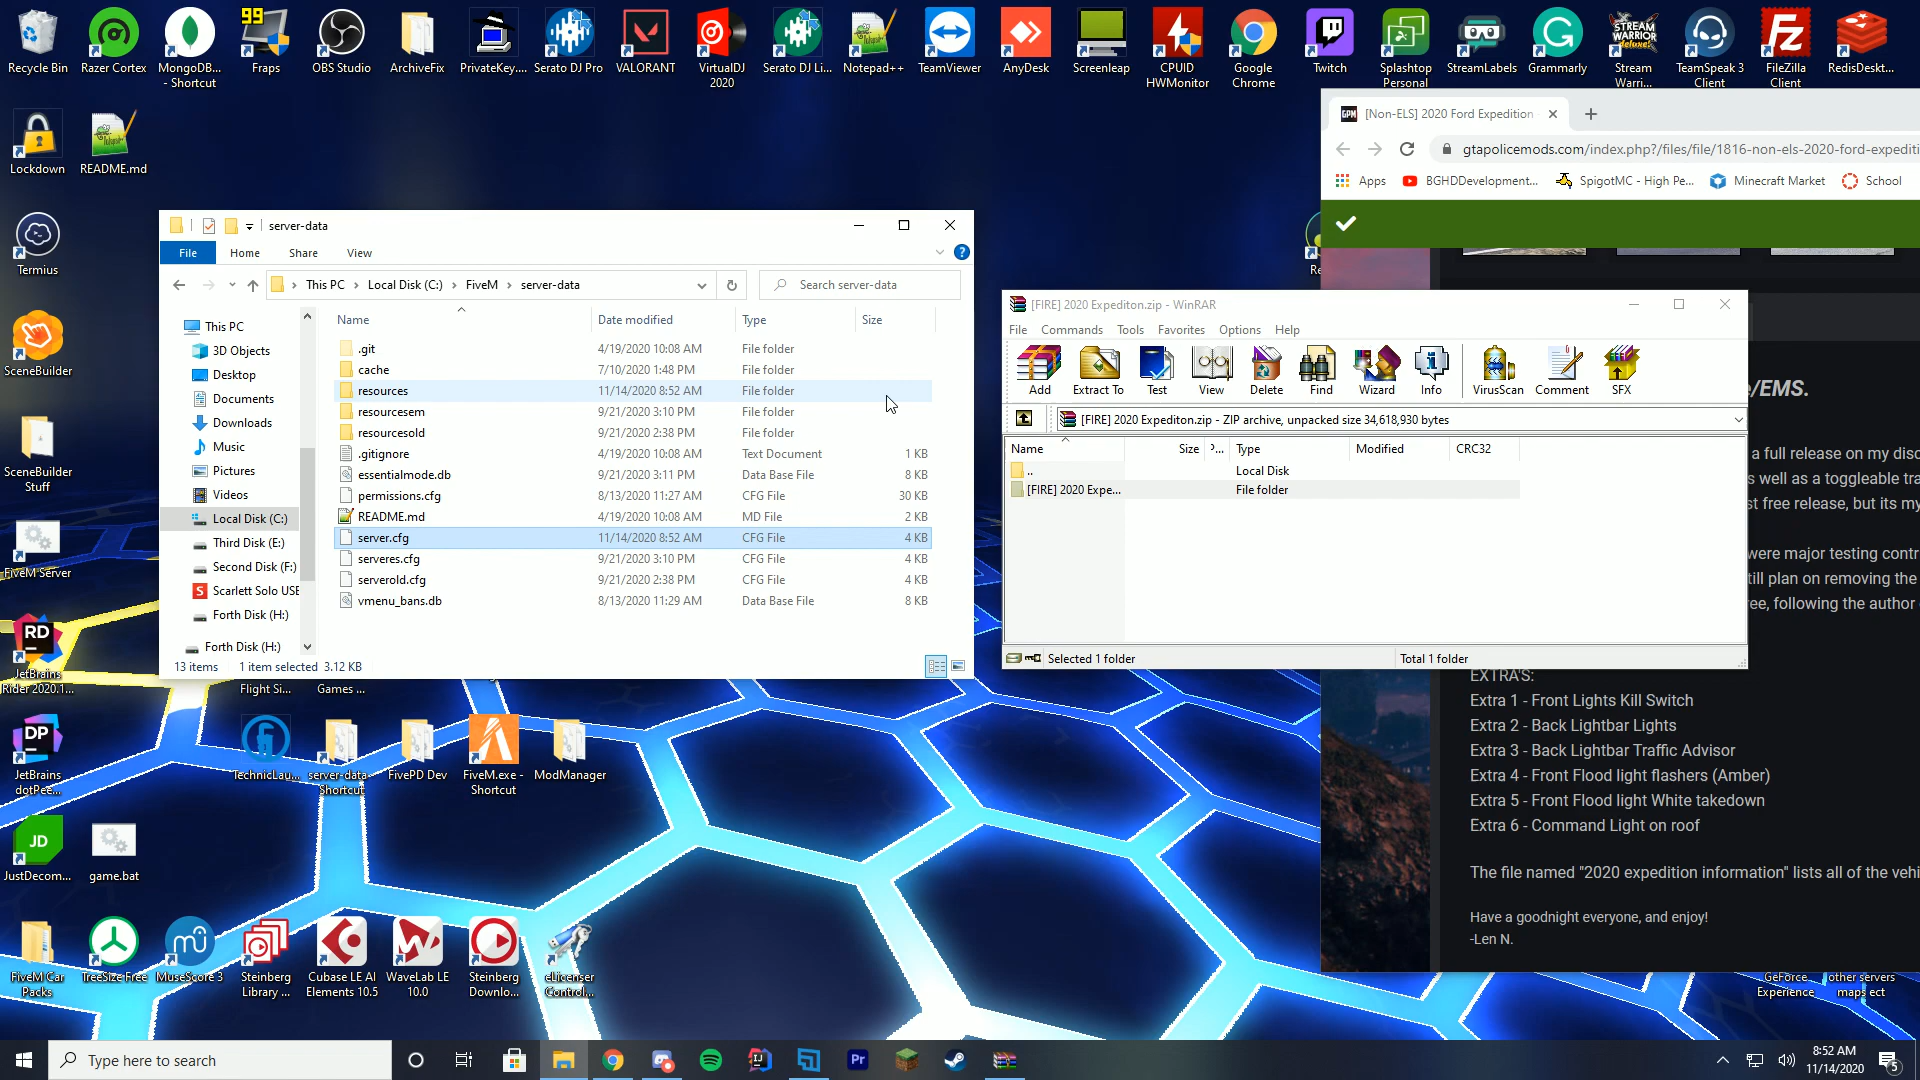 Recycle Bin
Razer Cortex
MongoDB... - Shortcut
99
Fraps
OBS Studio
ArchiveFix
PrivateKey....
Serato DJ Pro
VALORANT
VirtualDJ 2020
Serato DJ Li...
Notepad++
TeamViewer
AnyDesk
Screenleap
CPUID HWMonitor
Google Chrome
Twitch
Splashtop Personal
StreamLabels
Grammarly
Stream Warri...
TeamSpeak 3 Client
FileZilla Client
RedisDeskt...
Lockdown
README.md
Termius
SceneBuilder
SceneBuilder Stuff
FiveM Server
JetBrains Rider 2020.1...
JetBrains dotPee...
JustDecom...
game.bat
FiveM Car Packs
TreeSize Free
MuseScore 3
Steinberg Library ...
Cubase LE AI Elements 10.5
WaveLab LE 10.0
Steinberg Downlo...
eLicenser Control...
Flight Si...
Games ...
TechnicLau...
server-data Shortcut
FivePD Dev
FiveM.exe - Shortcut
ModManager
GeForce Experience
other servers maps ect
server-data
File
Home
Share
View
This PC
Local Disk (C:)
FiveM
server-data
Search server-data
This PC
3D Objects
Desktop
Documents
Downloads
Music
Pictures
Videos
Local Disk (C:)
Third Disk (E:)
Second Disk (F:)
Scarlett Solo USB
Forth Disk (H:)
Forth Disk (H:)
Name Date modified Type Size
.git 4/19/2020 10:08 AM File folder
cache 7/10/2020 1:48 PM File folder
resources 11/14/2020 8:52 AM File folder
resourcesem 9/21/2020 3:10 PM File folder
resourcesold 9/21/2020 2:38 PM File folder
.gitignore 4/19/2020 10:08 AM Text Document 1 KB
essentialmode.db 9/21/2020 3:11 PM Data Base File 8 KB
permissions.cfg 8/13/2020 11:27 AM CFG File 30 KB
README.md 4/19/2020 10:08 AM MD File 2 KB
server.cfg 11/14/2020 8:52 AM CFG File 4 KB
serveres.cfg 9/21/2020 3:10 PM CFG File 4 KB
serverold.cfg 9/21/2020 2:38 PM CFG File 4 KB
vmenu_bans.db 8/13/2020 11:29 AM Data Base File 8 KB
13 items 1 item selected 3.12 KB
[FIRE] 2020 Expediton.zip - WinRAR
File Commands Tools Favorites Options Help
Add
Extract To
Test
View
Delete
Find
Wizard
Info
VirusScan
Comment
SFX
[FIRE] 2020 Expediton.zip - ZIP archive, unpacked size 34,618,930 bytes
Name Size ?... Type Modified CRC32
.. Local Disk
[FIRE] 2020 Expe... File folder
Selected 1 folder
Total 1 folder
GPM
[Non-ELS] 2020 Ford Expedition
gtapolicemods.com/index.php?/files/file/1816-non-els-2020-ford-expediti
Apps
BGHDDevelopment...
SpigotMC - High Pe...
Minecraft Market
School
Re
e/EMS.
a full release on my disc
s well as a toggleable tra
st free release, but its my
were major testing contr
till plan on removing the
ee, following the author
EXTRA'S:
Extra 1 - Front Lights Kill Switch
Extra 2 - Back Lightbar Lights
Extra 3 - Back Lightbar Traffic Advisor
Extra 4 - Front Flood light flashers (Amber)
Extra 5 - Front Flood light White takedown
Extra 6 - Command Light on roof
The file named "2020 expedition information" lists all of the vehi
Have a goodnight everyone, and enjoy!
-Len N.
Type here to search
8:52 AM
11/14/2020
5